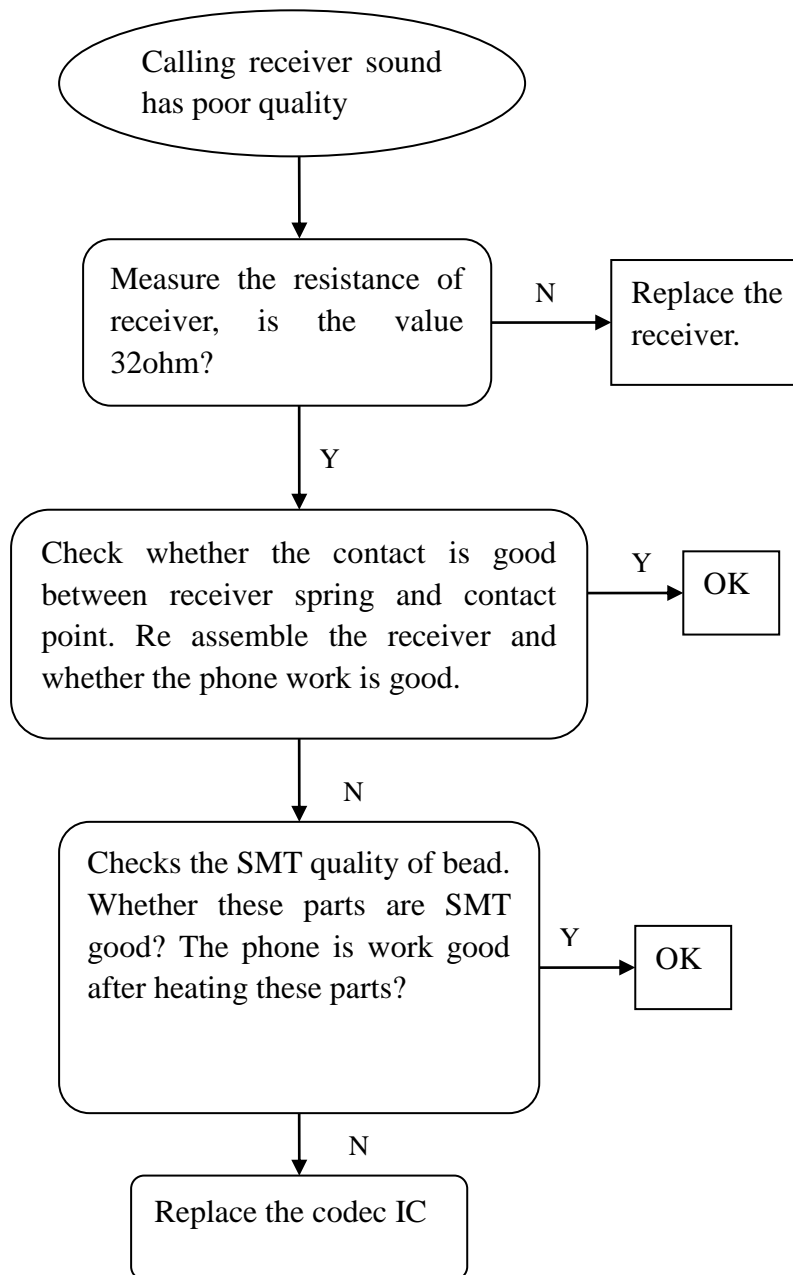 Calling receiver sound
has poor quality
Measure the resistance of
receiver, is the value
32ohm?
N
Replace the
receiver.
Y
Check whether the contact is good
between receiver spring and contact
point. Re assemble the receiver and
whether the phone work is good.
Y
OK
N
Checks the SMT quality of bead.
Whether these parts are SMT
good? The phone is work good
after heating these parts?
Y
OK
N
Replace the codec IC